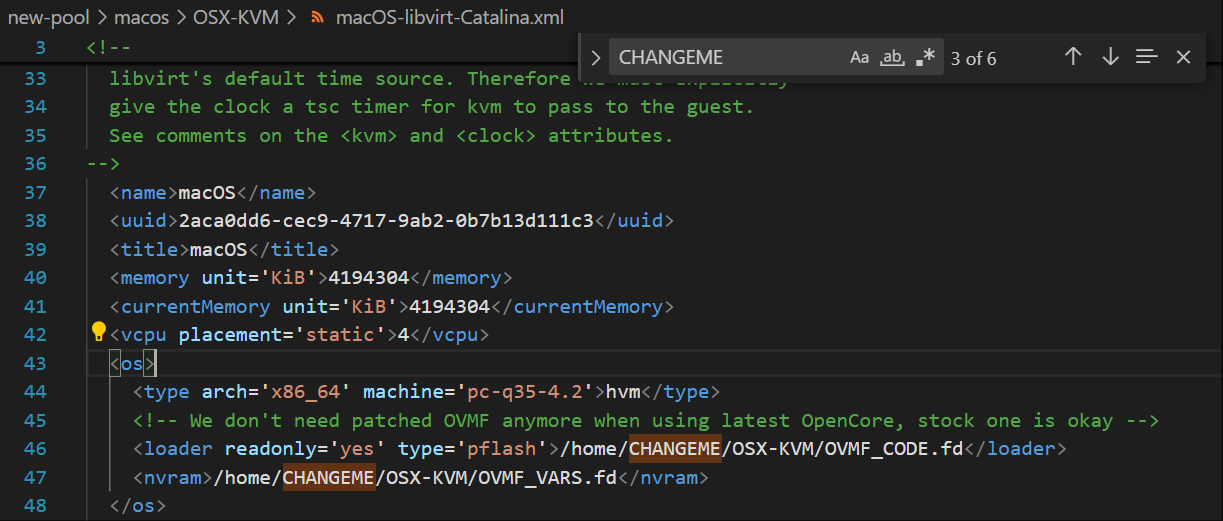 new-pool > macos > OSX-KVM > macOS-libvirt-Catalina.xml
CHANGEME Aa ab .* 3 of 6
3 <!--
33 libvirt's default time source. Therefore we must explicitly
34 give the clock a tsc timer for kvm to pass to the guest.
35 See comments on the <kvm> and <clock> attributes.
36 -->
37 <name>macOS</name>
38 <uuid>2aca0dd6-cec9-4717-9ab2-0b7b13d111c3</uuid>
39 <title>macOS</title>
40 <memory unit='KiB'>4194304</memory>
41 <currentMemory unit='KiB'>4194304</currentMemory>
42 <vcpu placement='static'>4</vcpu>
43 <os>
44 <type arch='x86_64' machine='pc-q35-4.2'>hvm</type>
45 <!-- We don't need patched OVMF anymore when using latest OpenCore, stock one is okay -->
46 <loader readonly='yes' type='pflash'>/home/CHANGEME/OSX-KVM/OVMF_CODE.fd</loader>
47 <nvram>/home/CHANGEME/OSX-KVM/OVMF_VARS.fd</nvram>
48 </os>